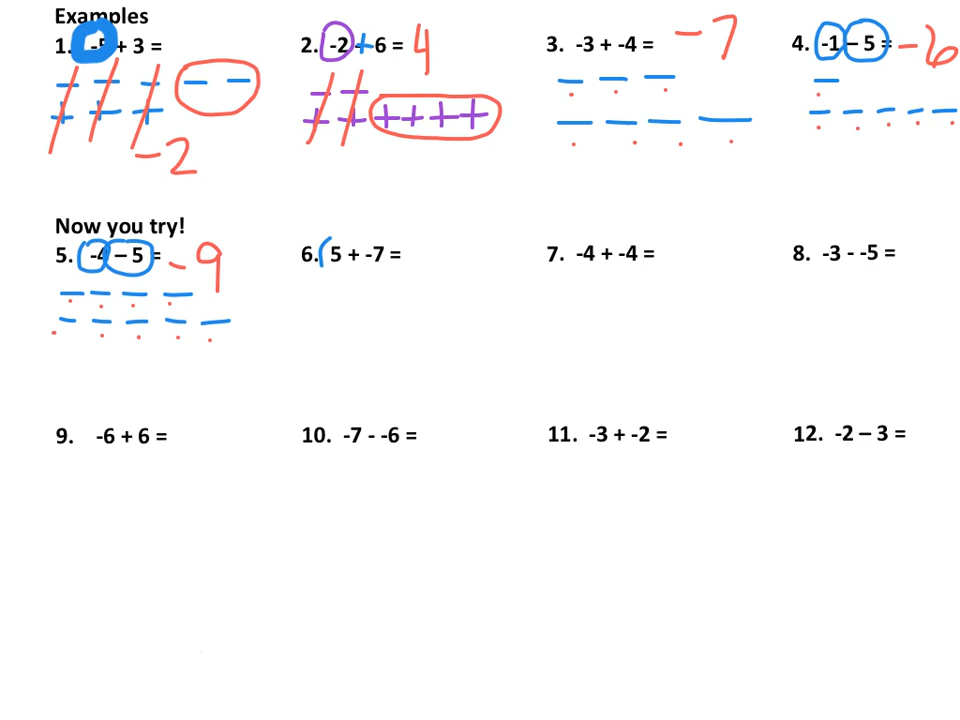 Examples
1. -5 + 3 =
-2
2. -2 + 6 = 4
3. -3 + -4 = -7
4. -1 – 5 = -6
Now you try!
5. -4 – 5 = -9
6. 5 + -7 =
7. -4 + -4 =
8. -3 - -5 =
9. -6 + 6 =
10. -7 - -6 =
11. -3 + -2 =
12. -2 – 3 =